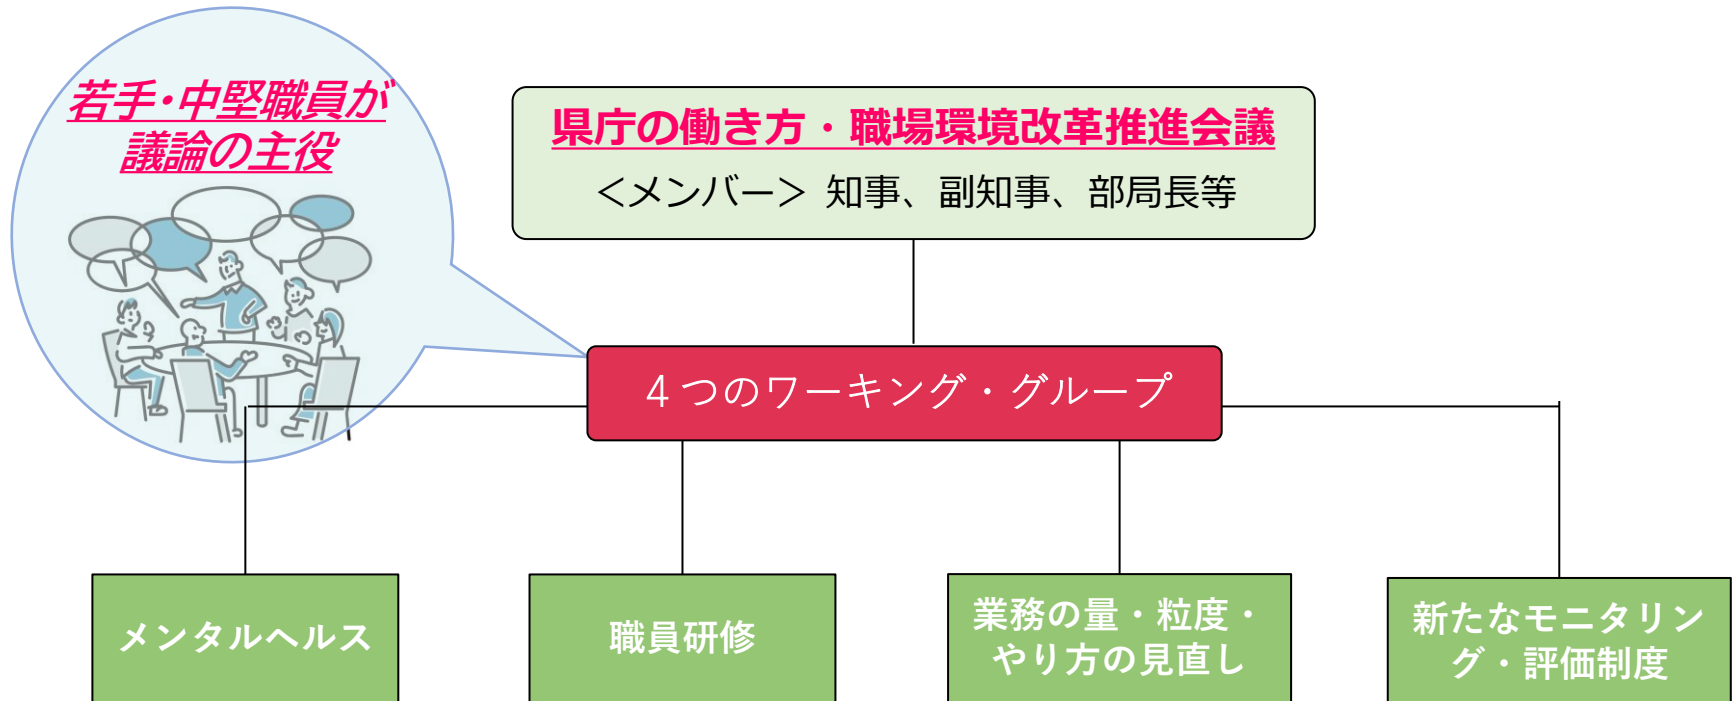 若手・中堅職員が
議論の主役
県庁の働き方・職場環境改革推進会議
＜メンバー＞ 知事、副知事、部局長等
４つのワーキング・グループ
メンタルヘルス
職員研修
業務の量・粒度・
やり方の見直し
新たなモニタリン
グ・評価制度